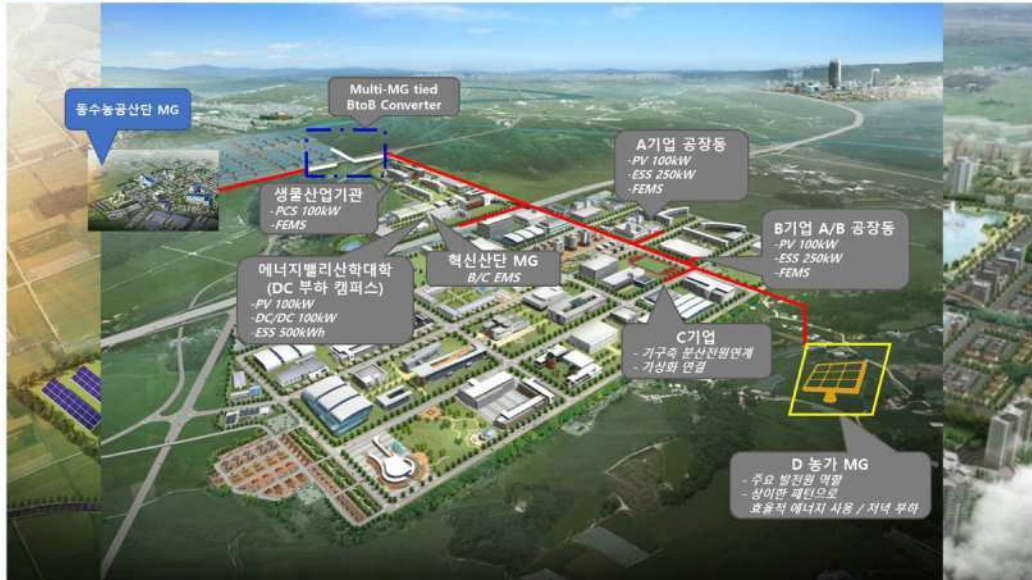 동수농공산단 MG
Multi-MG tied
BtoB Converter
A기업 공장동
-PV 100kW
-ESS 250kW
-FEMS
생물산업기관
-PCS 100kW
-FEMS
B기업 A/B 공장동
-PV 100kW
-ESS 250kW
-FEMS
에너지밸리산학대학
(DC 부하 캠퍼스)
-PV 100kW
-DC/DC 100kW
-ESS 500kWh
혁신산단 MG
B/C EMS
C기업
- 기구축 분산전원연계
- 가상화 연결
D 농가 MG
- 주요 발전원 역할
- 상이한 패턴으로
효율적 에너지 사용 / 저녁 부하